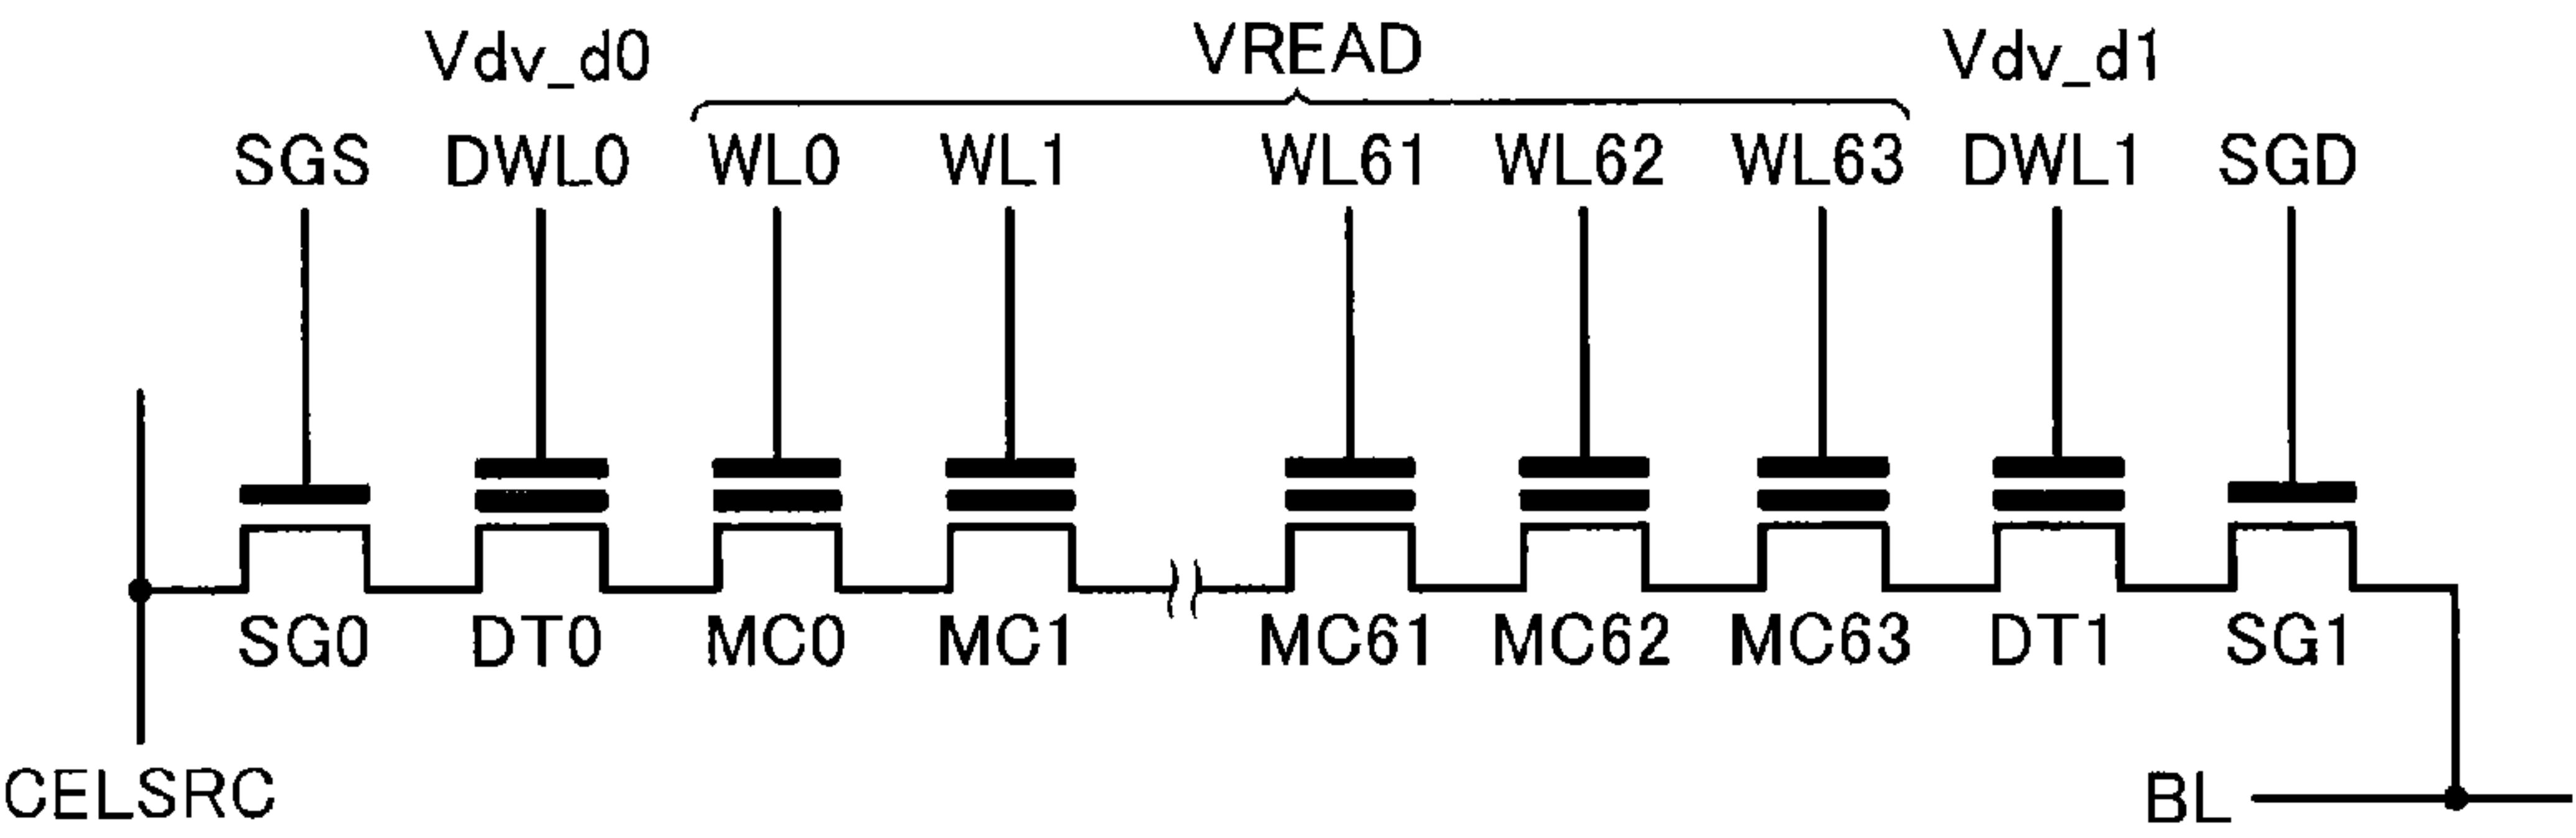 Vdv_d0 VREAD Vdv_d1
SGS DWL0 WL0 WL1 WL61 WL62 WL63 DWL1 SGD
SG0 DT0 MC0 MC1 MC61 MC62 MC63 DT1 SG1
CELSRC BL